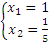 {x₁ = 1
x₂ = 1/5